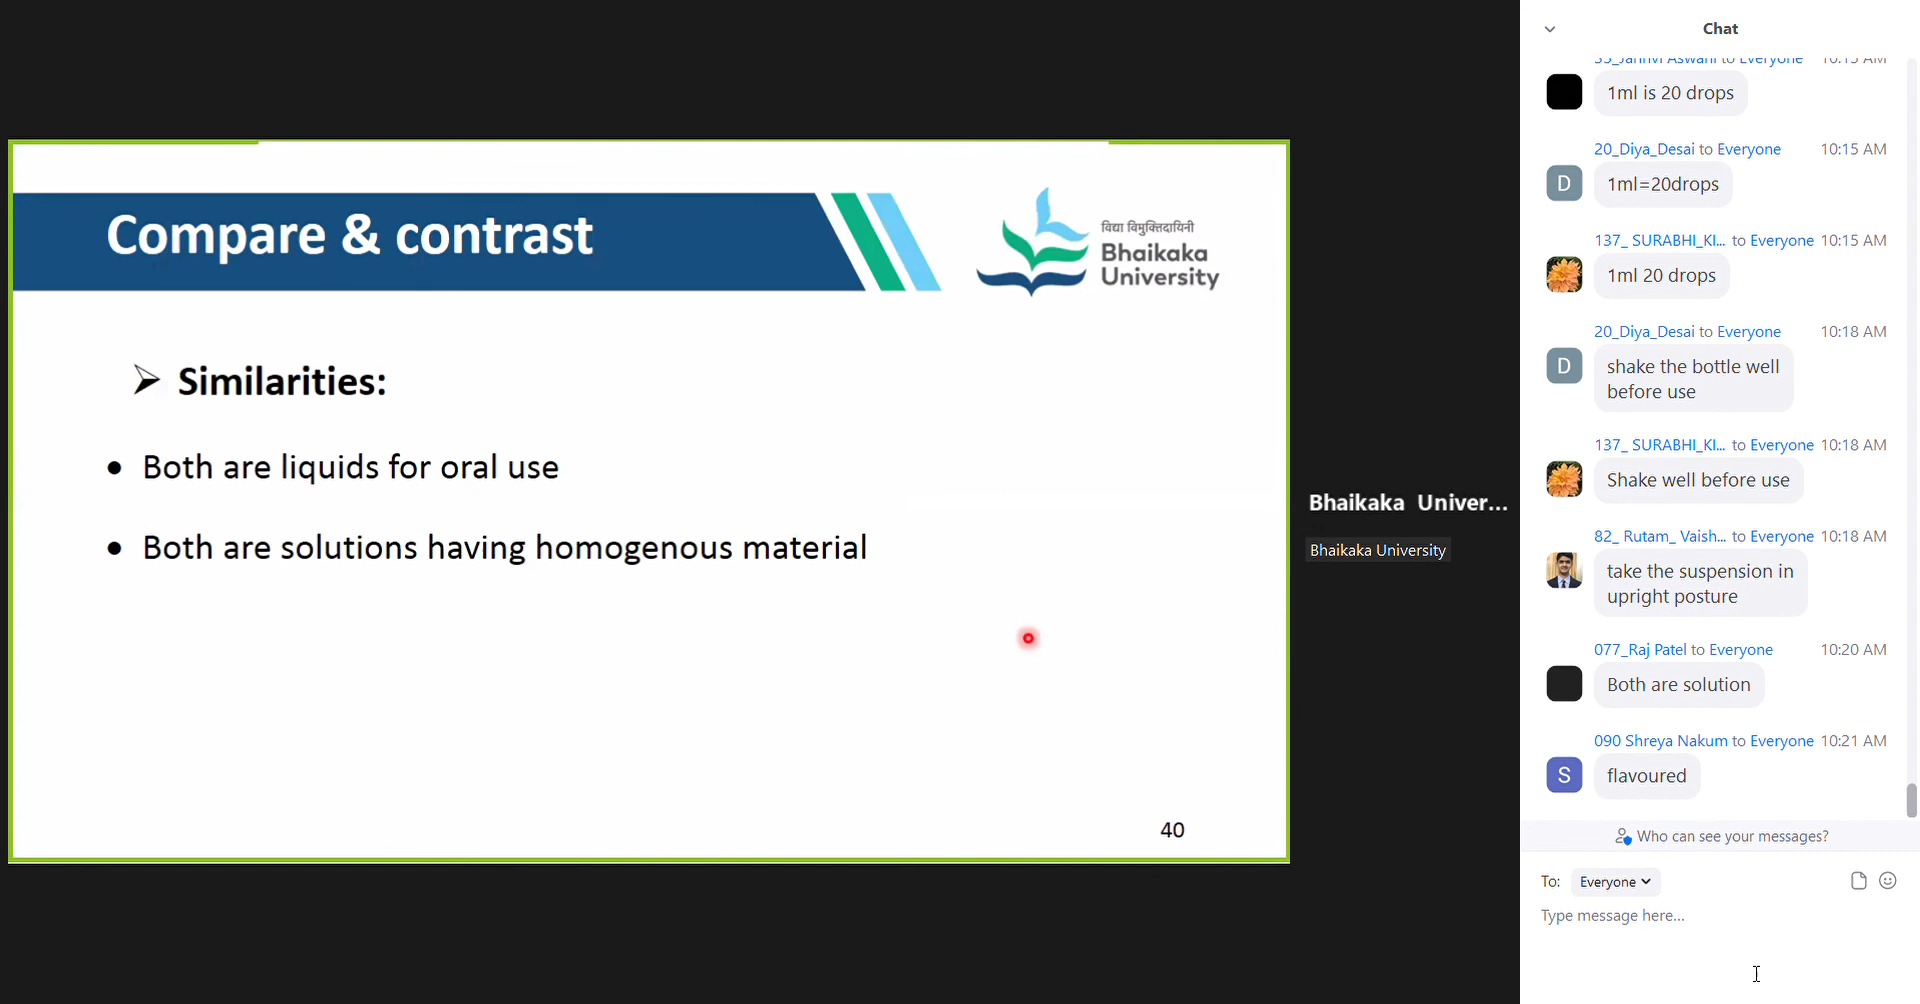 Compare & contrast
विद्या विमुक्तिदायिनी
Bhaikaka
University
Similarities:
Both are liquids for oral use
Both are solutions having homogenous material
40
Bhaikaka Univer...
Bhaikaka University
Chat
1ml is 20 drops
20_Diya_Desai to Everyone 10:15 AM
D
1ml=20drops
137_ SURABHI_KI... to Everyone 10:15 AM
1ml 20 drops
20_Diya_Desai to Everyone 10:18 AM
D
shake the bottle well
before use
137_ SURABHI_KI... to Everyone 10:18 AM
Shake well before use
82_ Rutam_ Vaish... to Everyone 10:18 AM
take the suspension in
upright posture
077_Raj Patel to Everyone 10:20 AM
Both are solution
090 Shreya Nakum to Everyone 10:21 AM
S
flavoured
Who can see your messages?
To: Everyone
Type message here...